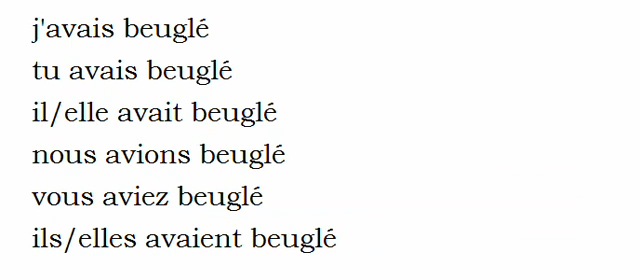 j'avais beuglé
tu avais beuglé
il/elle avait beuglé
nous avions beuglé
vous aviez beuglé
ils/elles avaient beuglé